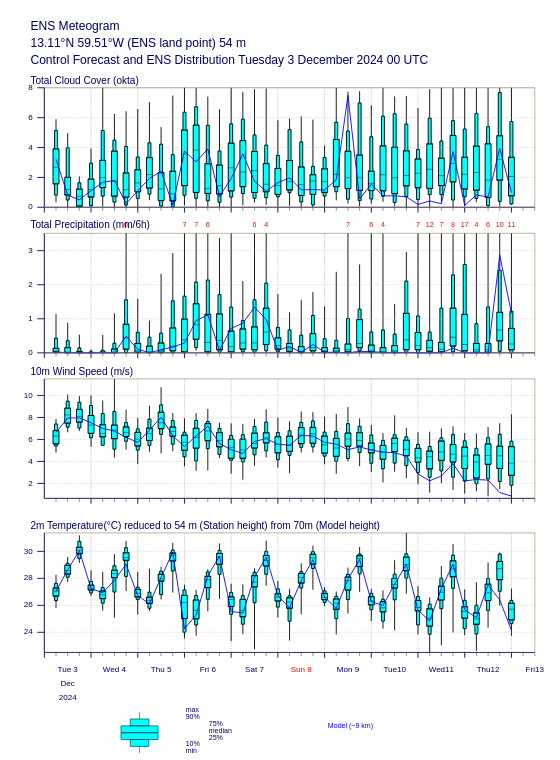 ENS Meteogram
13.11°N 59.51°W (ENS land point) 54 m
Control Forecast and ENS Distribution Tuesday 3 December 2024 00 UTC
Total Cloud Cover (okta)
8
6
4
2
0
Total Precipitation (mm/6h)
7 7 6 6 4 7 6 4 7 12 7 8 17 4 6 10 11
3
2
1
0
10m Wind Speed (m/s)
10
8
6
4
2
2m Temperature(°C) reduced to 54 m (Station height) from 70m (Model height)
30
28
26
24
Tue 3 Wed 4 Thu 5 Fri 6 Sat 7 Sun 8 Mon 9 Tue10 Wed11 Thu12 Fri13
Dec
2024
max
90%
75%
median
25%
10%
min
Model (~9 km)